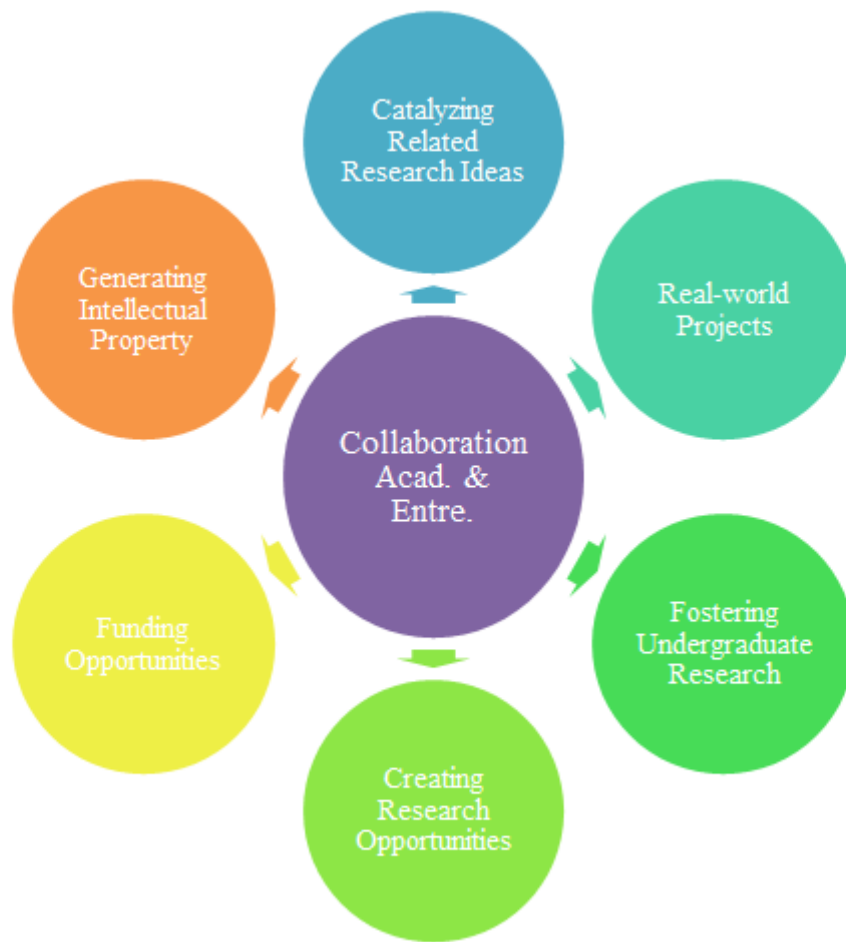 Catalyzing
Related
Research Ideas
Generating
Intellectual
Property
Real-world
Projects
Collaboration
Acad. &
Entre.
Funding
Opportunities
Fostering
Undergraduate
Research
Creating
Research
Opportunities